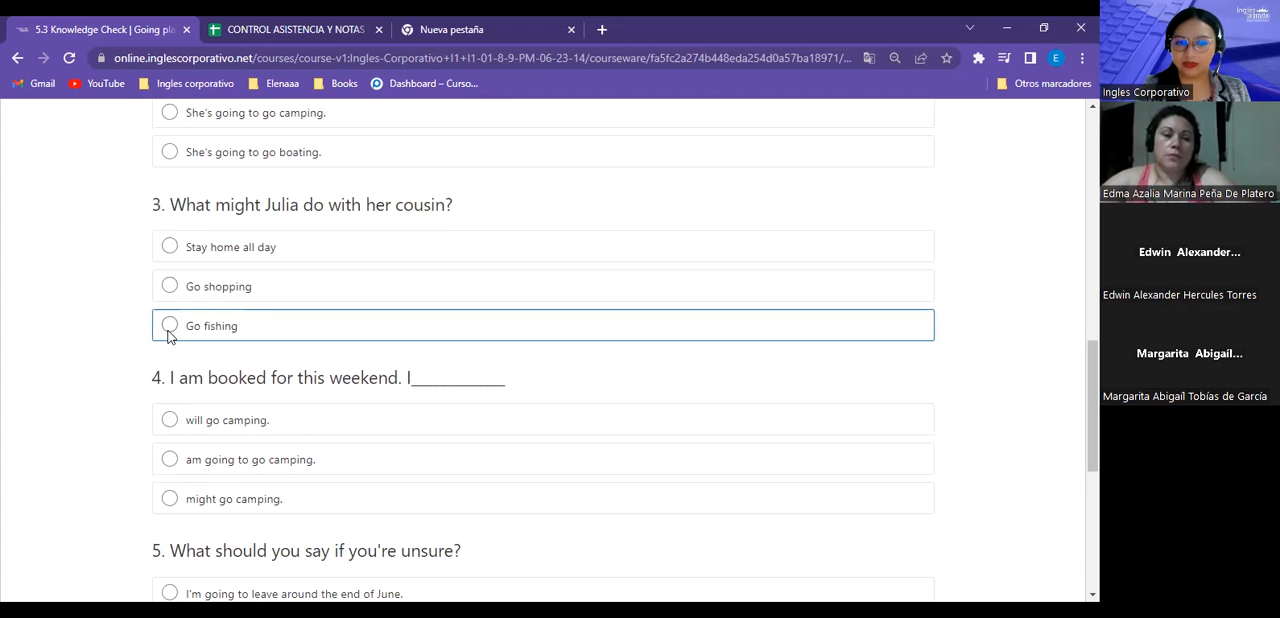 5.3 Knowledge Check | Going pla
CONTROL ASISTENCIA Y NOTAS
Nueva pestaña
online.inglescorporativo.net/courses/course-v1:Ingles-Corporativo+I1+I1-01-8-9-PM-06-23-14/courseware/fa5fc2a274b448eda254d0a57ba18971/...
E
Gmail
YouTube
Ingles corporativo
Elenaaa
Books
Dashboard – Curso...
Otros marcadores
She's going to go camping.
She's going to go boating.
3. What might Julia do with her cousin?
Stay home all day
Go shopping
Go fishing
4. I am booked for this weekend. I____________
will go camping.
am going to go camping.
might go camping.
5. What should you say if you're unsure?
I'm going to leave around the end of June.
Ingles Corporativo
Edma Azalia Marina Peña De Platero
Edwin Alexander...
Edwin Alexander Hercules Torres
Margarita Abigaíl...
Margarita Abigaíl Tobías de García